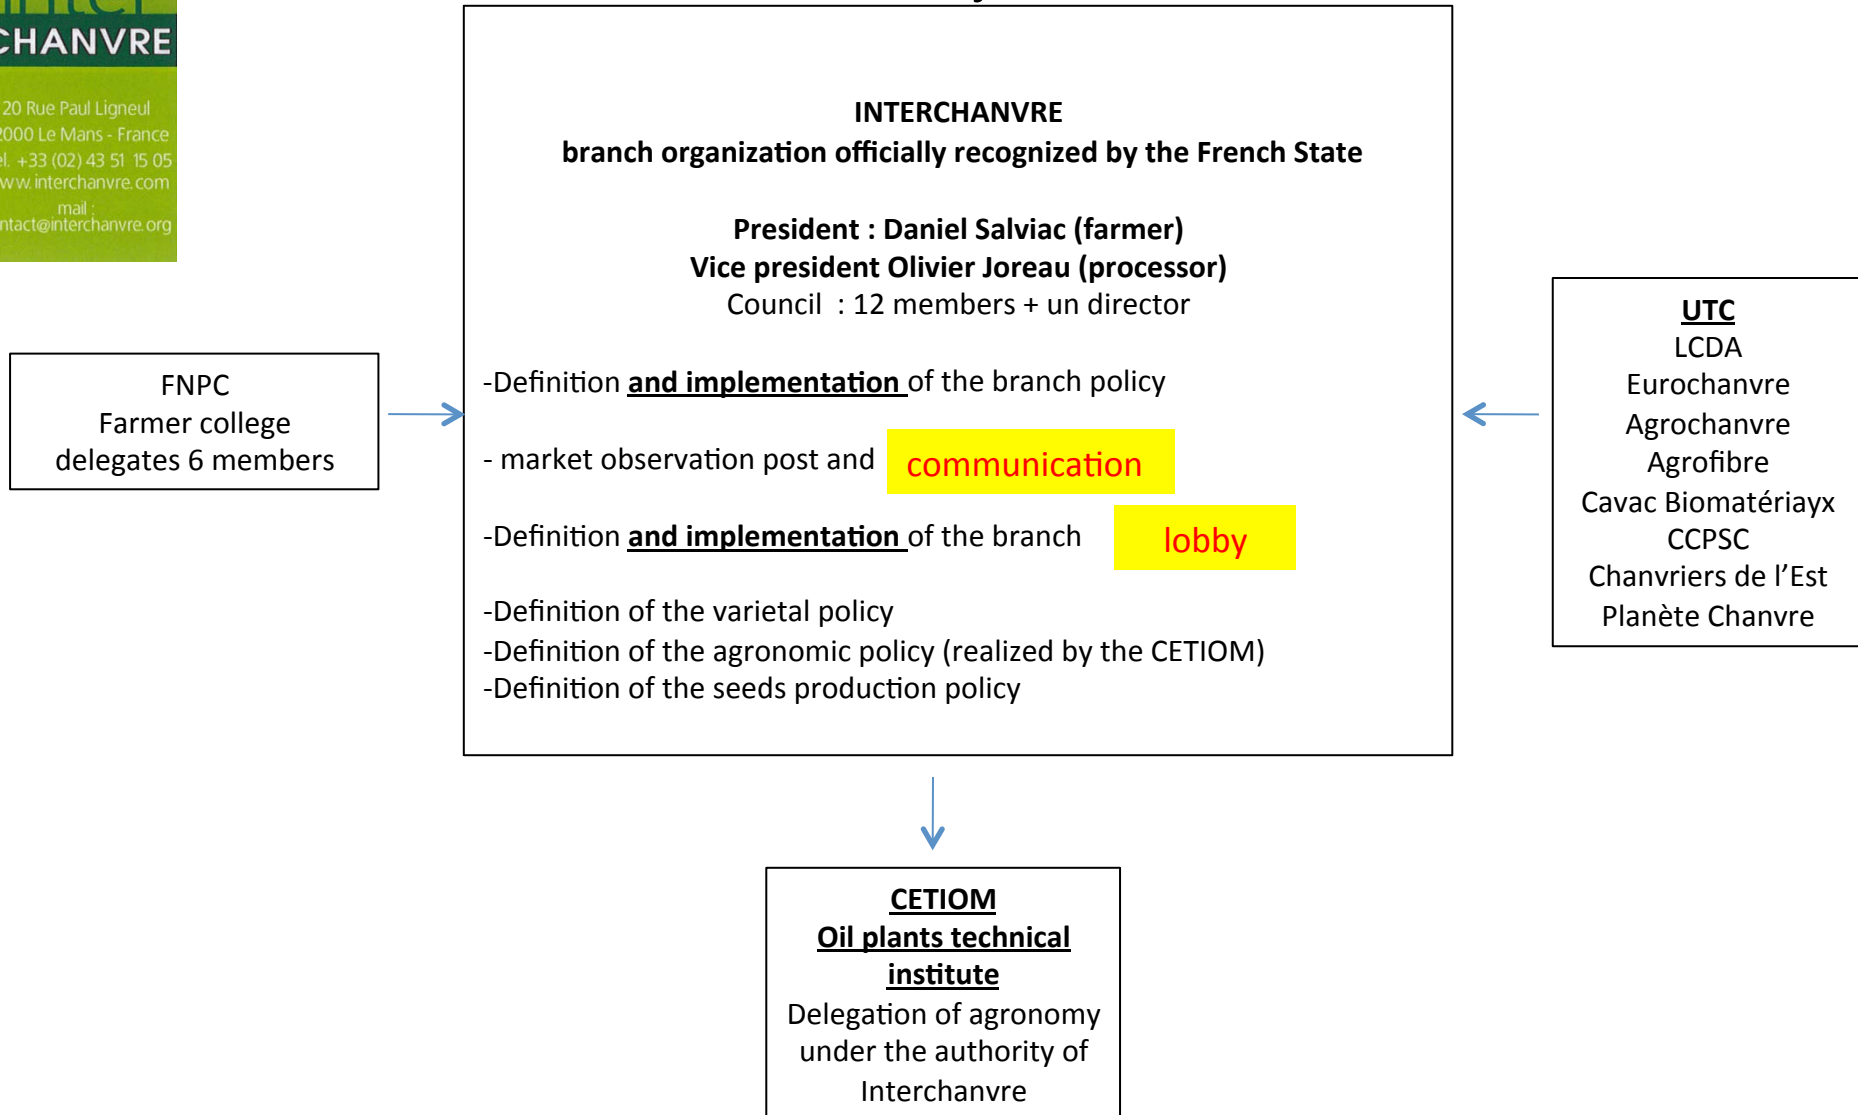 inter
CHANVRE
20 Rue Paul Ligneul
2000 Le Mans - France
el. +33 (02) 43 51 15 05
ww.interchanvre.com
mail :
ntact@interchanvre.org
INTERCHANVRE
branch organization officially recognized by the French State
President : Daniel Salviac (farmer)
Vice president Olivier Joreau (processor)
Council : 12 members + un director
-Definition and implementation of the branch policy
- market observation post and communication
-Definition and implementation of the branch lobby
-Definition of the varietal policy
-Definition of the agronomic policy (realized by the CETIOM)
-Definition of the seeds production policy
FNPC
Farmer college
delegates 6 members
UTC
LCDA
Eurochanvre
Agrochanvre
Agrofibre
Cavac Biomatériayx
CCPSC
Chanvriers de l’Est
Planète Chanvre
CETIOM
Oil plants technical
institute
Delegation of agronomy
under the authority of
Interchanvre